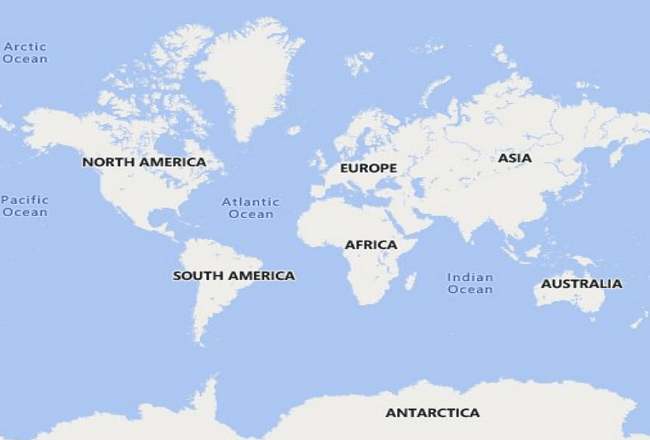 Arctic
Ocean
NORTH AMERICA
EUROPE
ASIA
Pacific
Ocean
Atlantic
Ocean
AFRICA
SOUTH AMERICA
Indian
Ocean
AUSTRALIA
ANTARCTICA